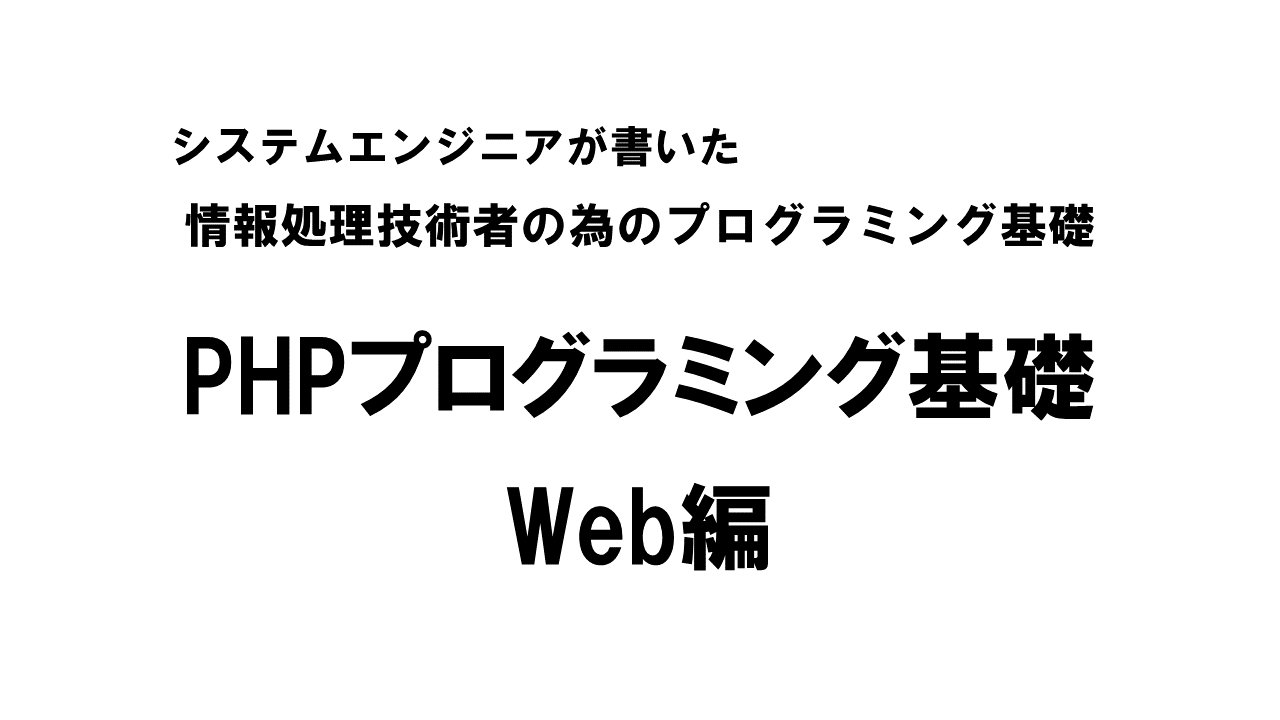 システムエンジニアが書いた
情報処理技術者の為のプログラミング基礎
PHPプログラミング基礎
Web編